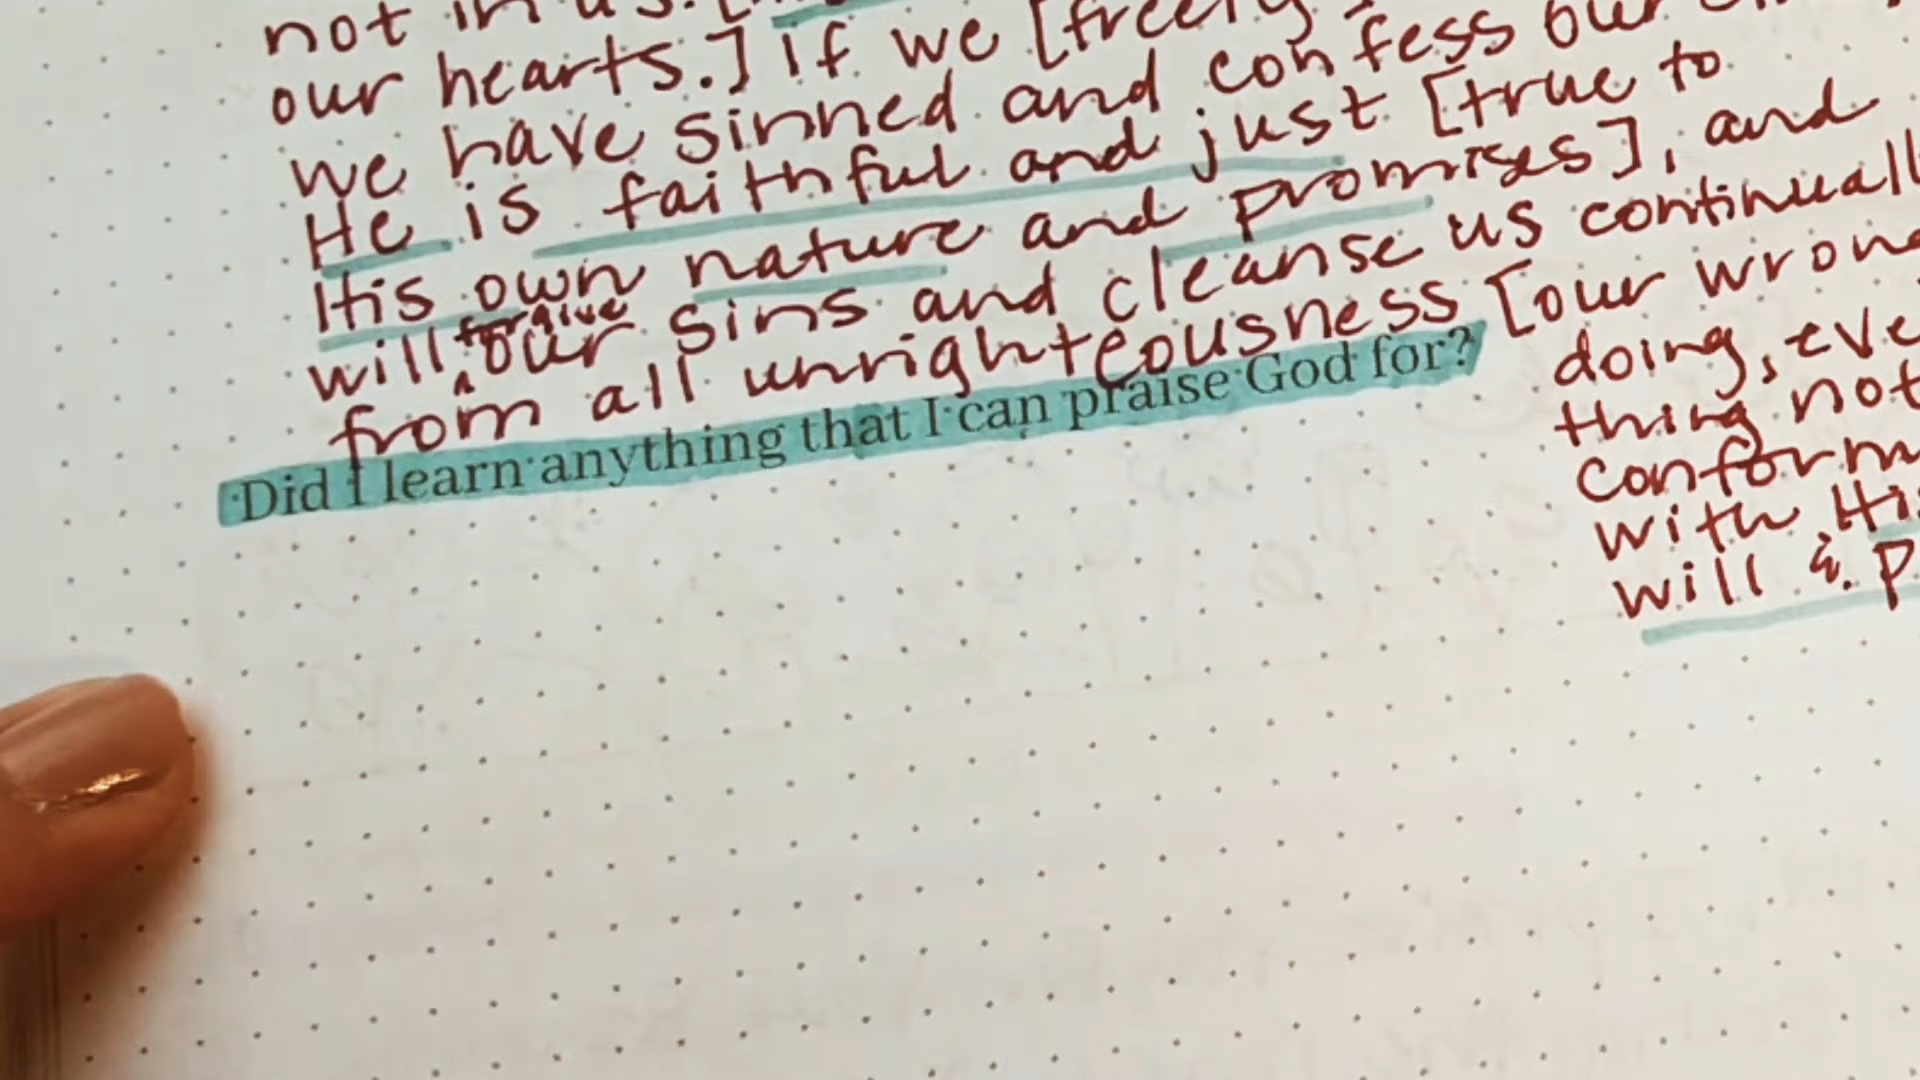 not in us. [
our hearts.] If we [freely
we have sinned and confess our
He is faithful and just [true to
His own nature and promises], and
will forgive our sins and cleanse us continuall
from all unrighteousness [our wrong
doing, eve
thing not
conform
with His
will & p
Did I learn anything that I can praise God for?